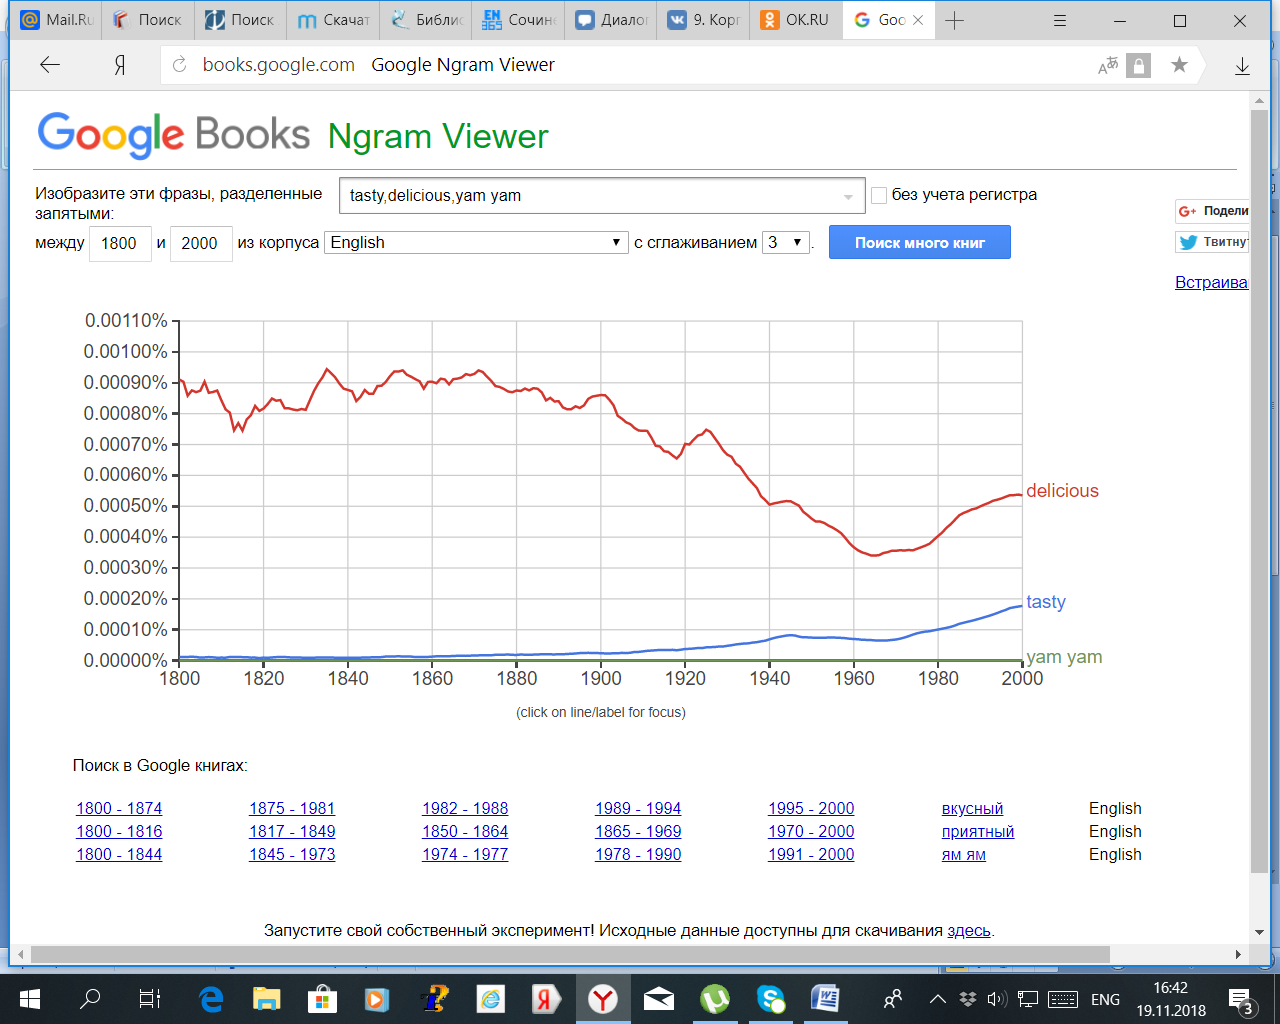 Mail.Ru
Поиск
Поиск
Скачат
Библис
Сочине
Диалог
9. Корп
OK.RU
Goo
books.google.com Google Ngram Viewer
Google Books Ngram Viewer
Изобразите эти фразы, разделенные запятыми:
tasty,delicious,yam yam
без учета регистра
между 1800 и 2000 из корпуса English с сглаживанием 3 .
Поиск много книг
G+ Подели
Твитнут
Встраива
0.00110%
0.00100%
0.00090%
0.00080%
0.00070%
0.00060%
0.00050%
0.00040%
0.00030%
0.00020%
0.00010%
0.00000%
delicious
tasty
yam yam
1800 1820 1840 1860 1880 1900 1920 1940 1960 1980 2000
(click on line/label for focus)
Поиск в Google книгах:
1800 - 1874 1875 - 1981 1982 - 1988 1989 - 1994 1995 - 2000 вкусный English
1800 - 1816 1817 - 1849 1850 - 1864 1865 - 1969 1970 - 2000 приятный English
1800 - 1844 1845 - 1973 1974 - 1977 1978 - 1990 1991 - 2000 ям ям English
Запустите свой собственный эксперимент! Исходные данные доступны для скачивания здесь.
ENG
16:42
19.11.2018
3